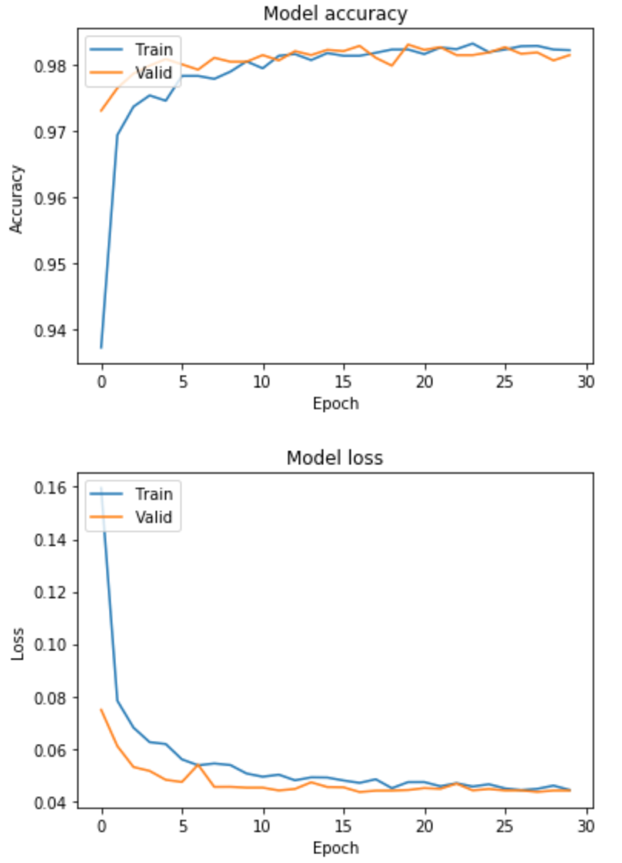 Model accuracy
Train
Valid
0.98
0.97
0.96
0.95
0.94
Accuracy
0 5 10 15 20 25 30
Epoch
Model loss
Train
Valid
0.16
0.14
0.12
0.10
0.08
0.06
0.04
Loss
0 5 10 15 20 25 30
Epoch